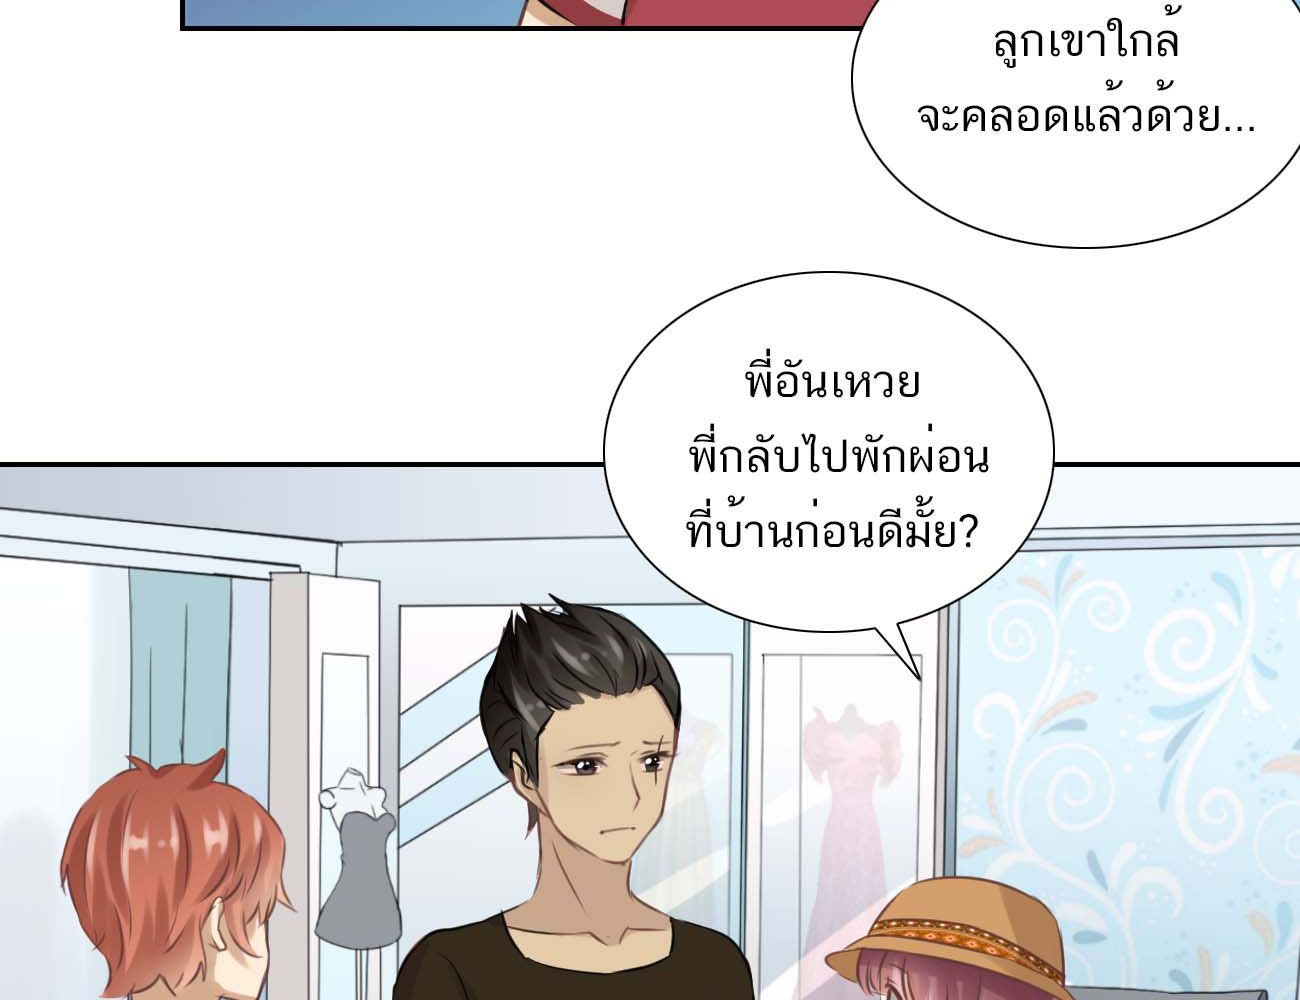 ลูกเขาใกล้
จะคลอดแล้วด้วย...
พี่อันเหวย
พี่กลับไปพักผ่อน
ที่บ้านก่อนดีมั้ย?